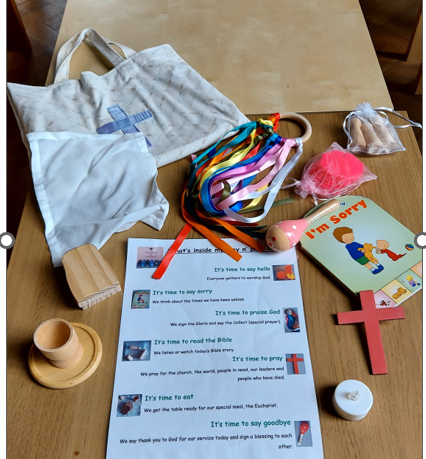 I'm Sorry
what's inside my
It's time to say hello
Everyone gathers to worship God.
It's time to say sorry
We think about the times we have been unkind.
It's time to praise God
We sign the Gloria and say the Collect (special prayer).
It's time to read the Bible
We listen or watch today's Bible story.
It's time to pray
We pray for the church, the world, people in need, our leaders and
people who have died.
It's time to eat
We get the table ready for our special meal, the Eucharist.
It's time to say goodbye
We say thank you to God for our service today and sign a blessing to each
other.